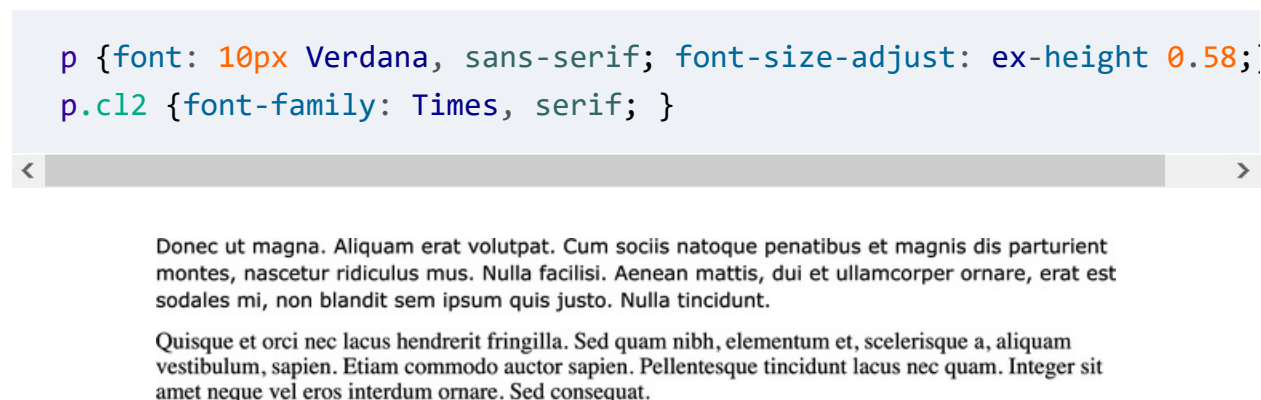 p {font: 10px Verdana, sans-serif; font-size-adjust: ex-height 0.58;}
p.cl2 {font-family: Times, serif; }
Donec ut magna. Aliquam erat volutpat. Cum sociis natoque penatibus et magnis dis parturient
montes, nascetur ridiculus mus. Nulla facilisi. Aenean mattis, dui et ullamcorper ornare, erat est
sodales mi, non blandit sem ipsum quis justo. Nulla tincidunt.
Quisque et orci nec lacus hendrerit fringilla. Sed quam nibh, elementum et, scelerisque a, aliquam
vestibulum, sapien. Etiam commodo auctor sapien. Pellentesque tincidunt lacus nec quam. Integer sit
amet neque vel eros interdum ornare. Sed consequat.